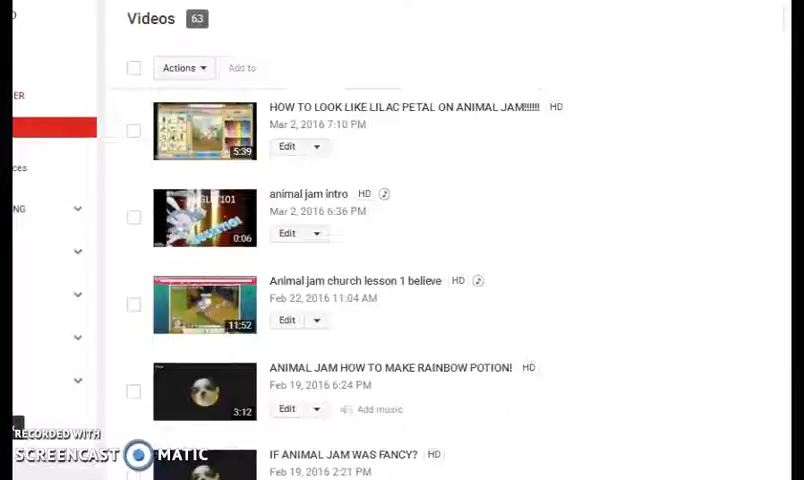 Videos 63
Actions Add to
ER
HOW TO LOOK LIKE LILAC PETAL ON ANIMAL JAM!!!!!! HD
Mar 2, 2016 7:10 PM
5:39
Edit
ces
animal jam intro HD
101
Mar 2, 2016 6:36 PM
NG
0:06
Edit
Animal jam church lesson 1 believe HD
Feb 22, 2016 11:04 AM
11:52
Edit
ANIMAL JAM HOW TO MAKE RAINBOW POTION! HD
Feb 19, 2016 6:24 PM
3:12
Edit Add music
RECORDED WITH
SCREENCAST MATIC
IF ANIMAL JAM WAS FANCY? HD
Feb 19, 2016 2:21 PM